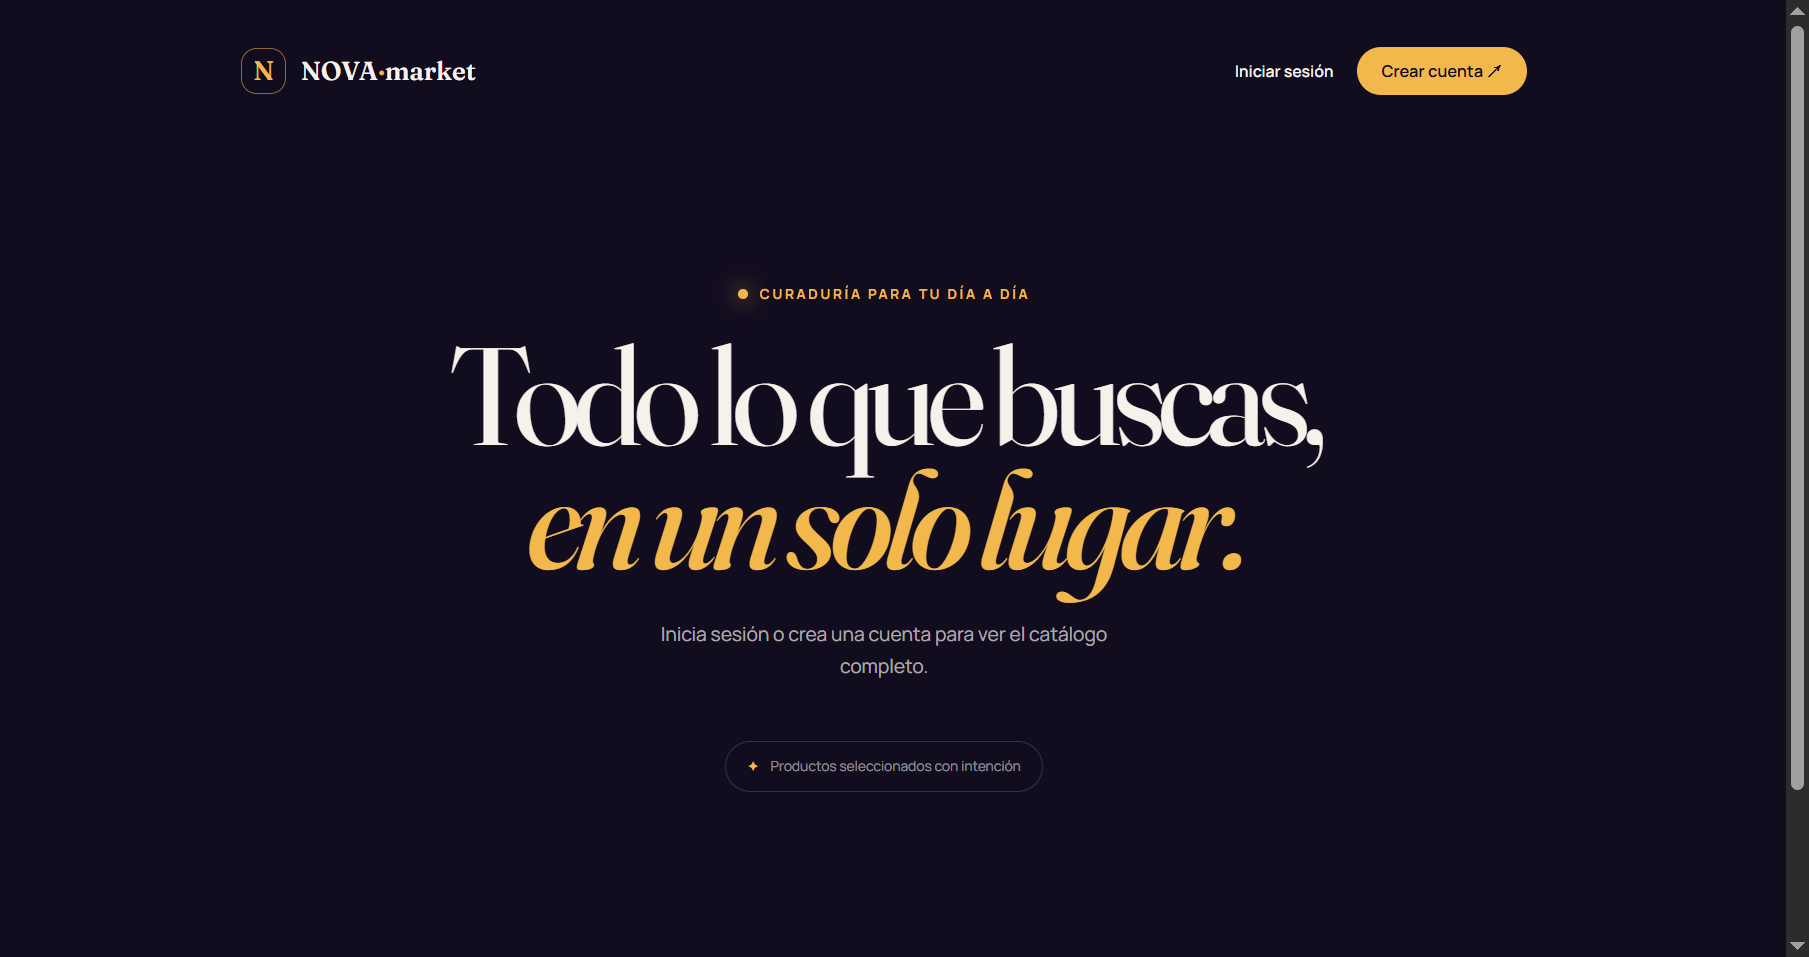 N NOVA·market
Iniciar sesión
Crear cuenta ↗
CURADURÍA PARA TU DÍA A DÍA
Todo lo que buscas,
en un solo lugar.
Inicia sesión o crea una cuenta para ver el catálogo
completo.
✦ Productos seleccionados con intención